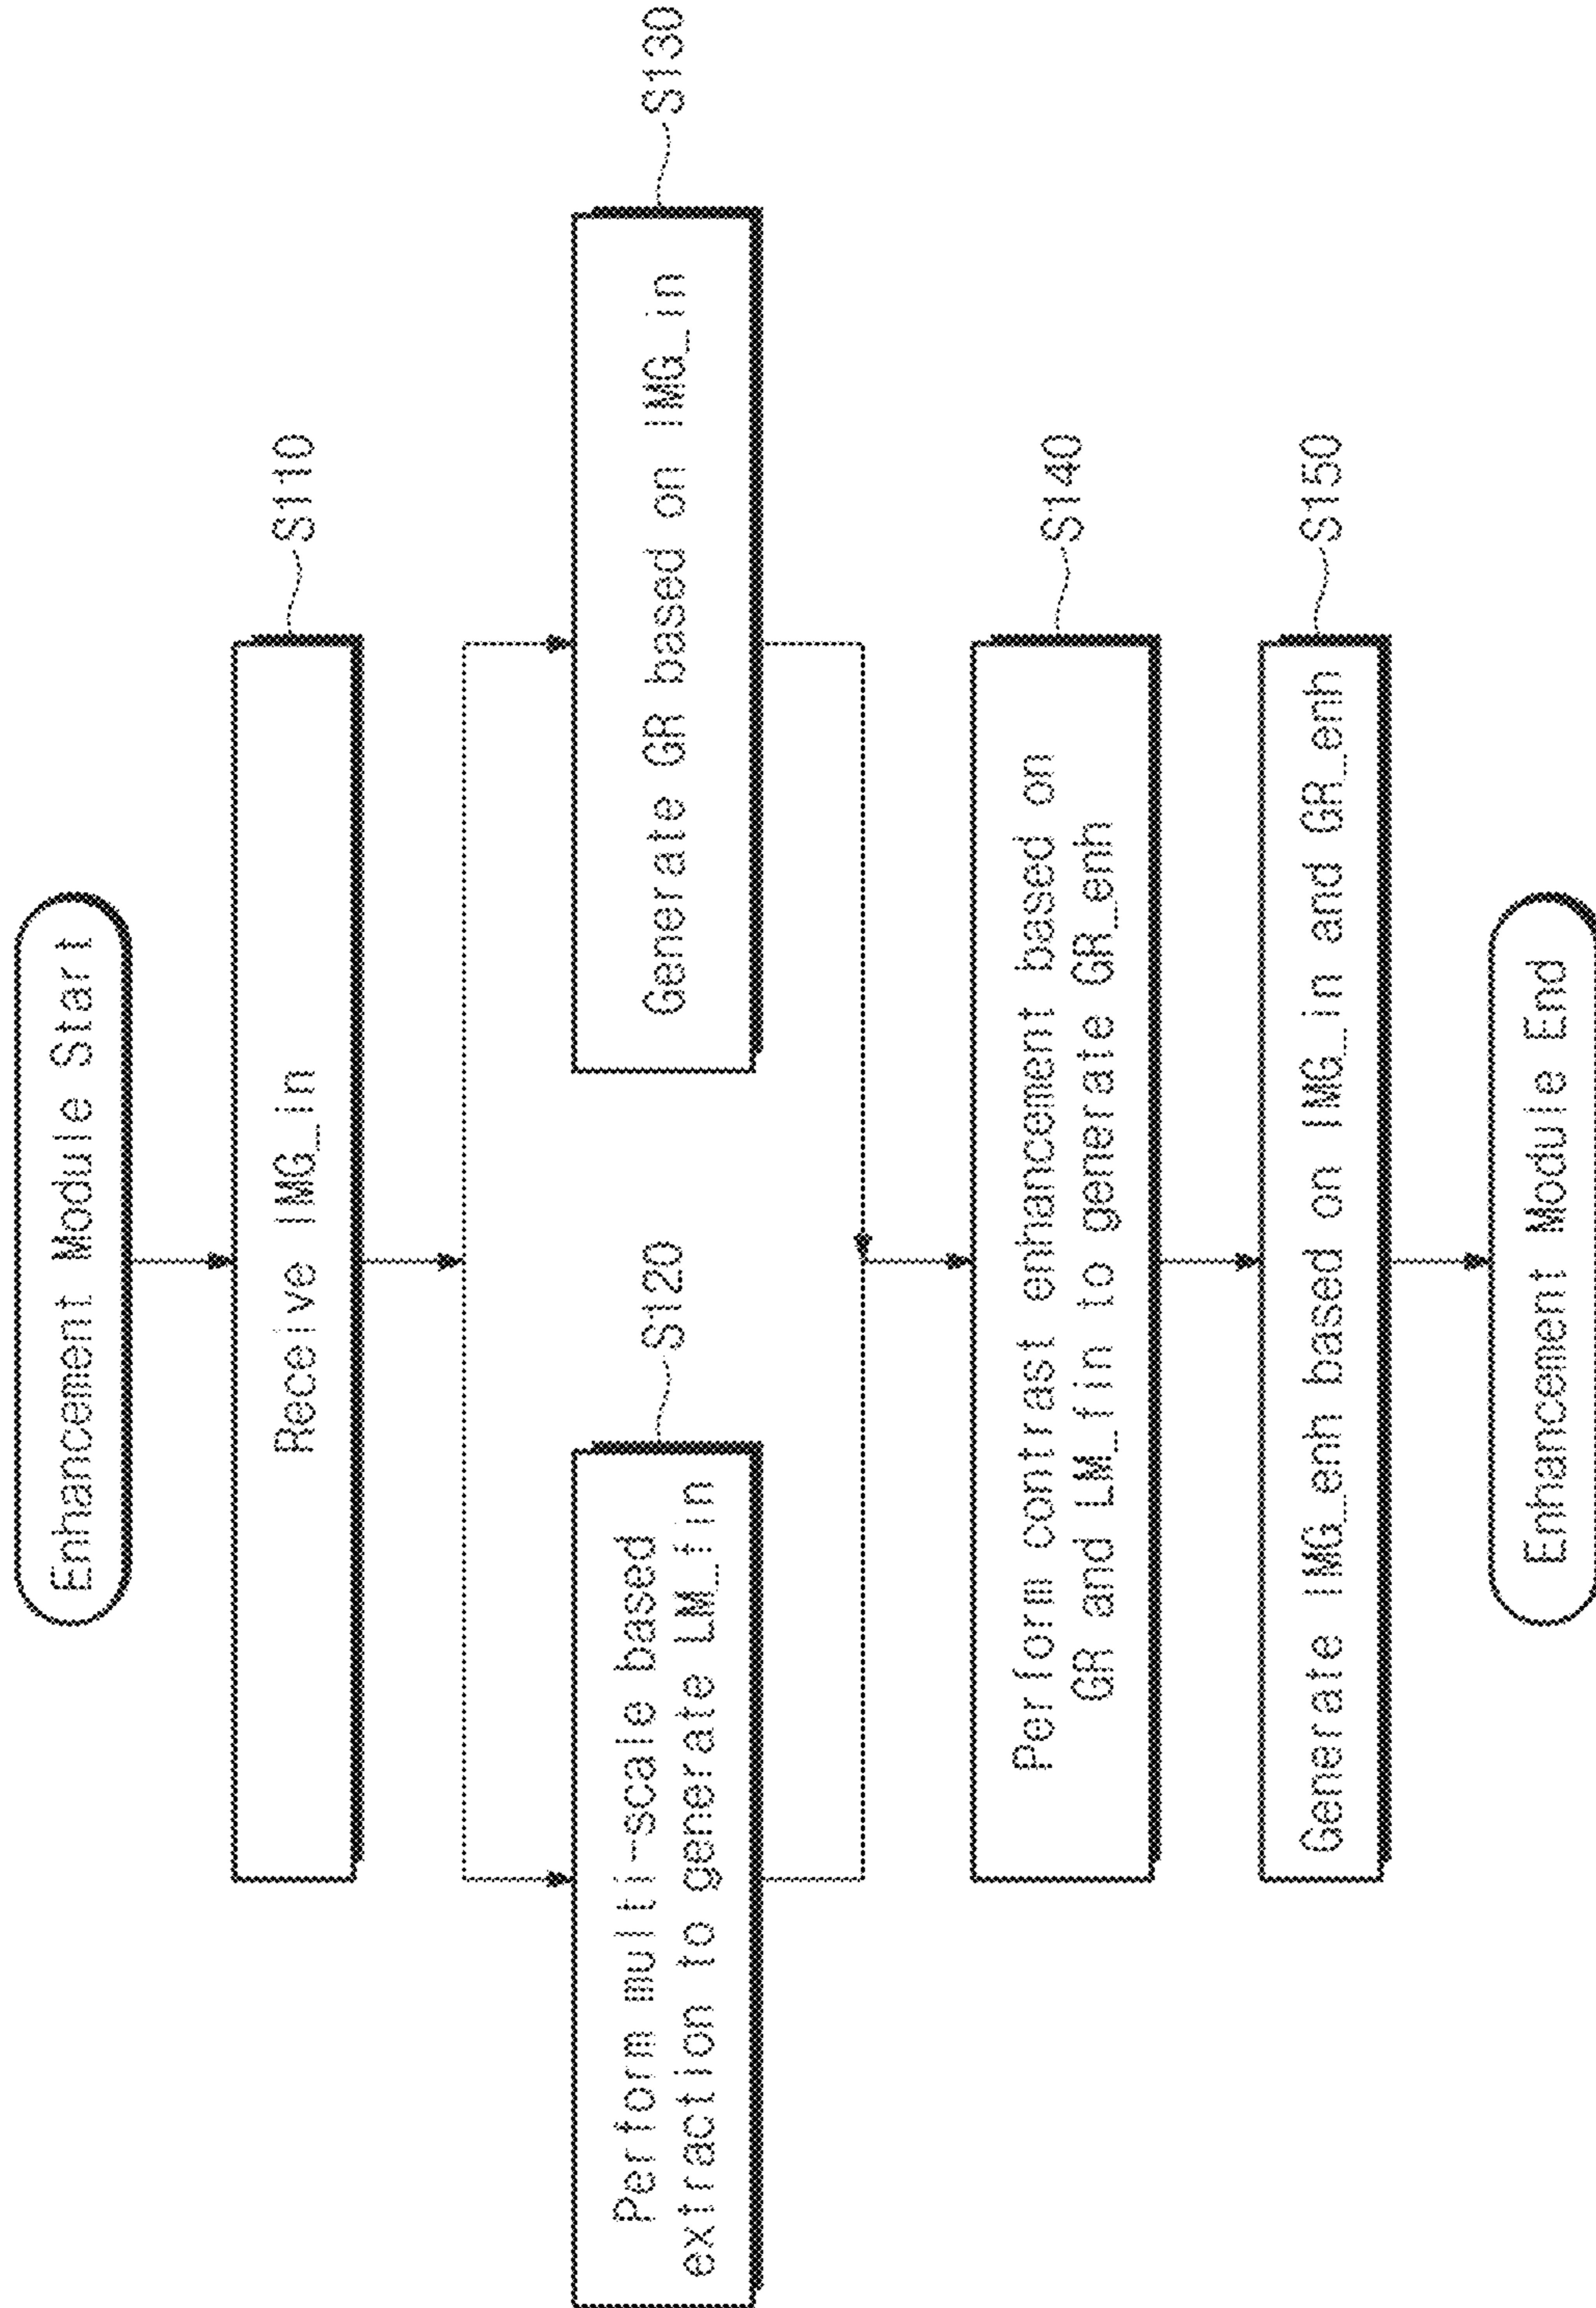 Enhancement Module Start
Receive IMG_in
S110
Perform multi-scale based
extraction to generate LM_fin
S120
Generate GR based on IMG_in
S130
Perform contrast enhancement based on
GR and LM_fin to generate GR_enh
S140
Generate IMG_enh based on IMG_in and GR_enh
S150
Enhancement Module End